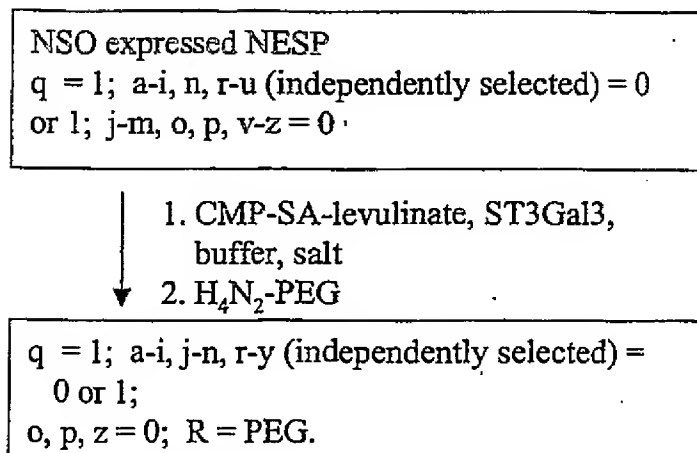 NSO expressed NESP
q = 1; a-i, n, r-u (independently selected) = 0
or 1; j-m, o, p, v-z = 0
1. CMP-SA-levulinate, ST3Gal3,
buffer, salt
2. H₄N₂-PEG
q = 1; a-i, j-n, r-y (independently selected) =
0 or 1;
o, p, z = 0; R = PEG.